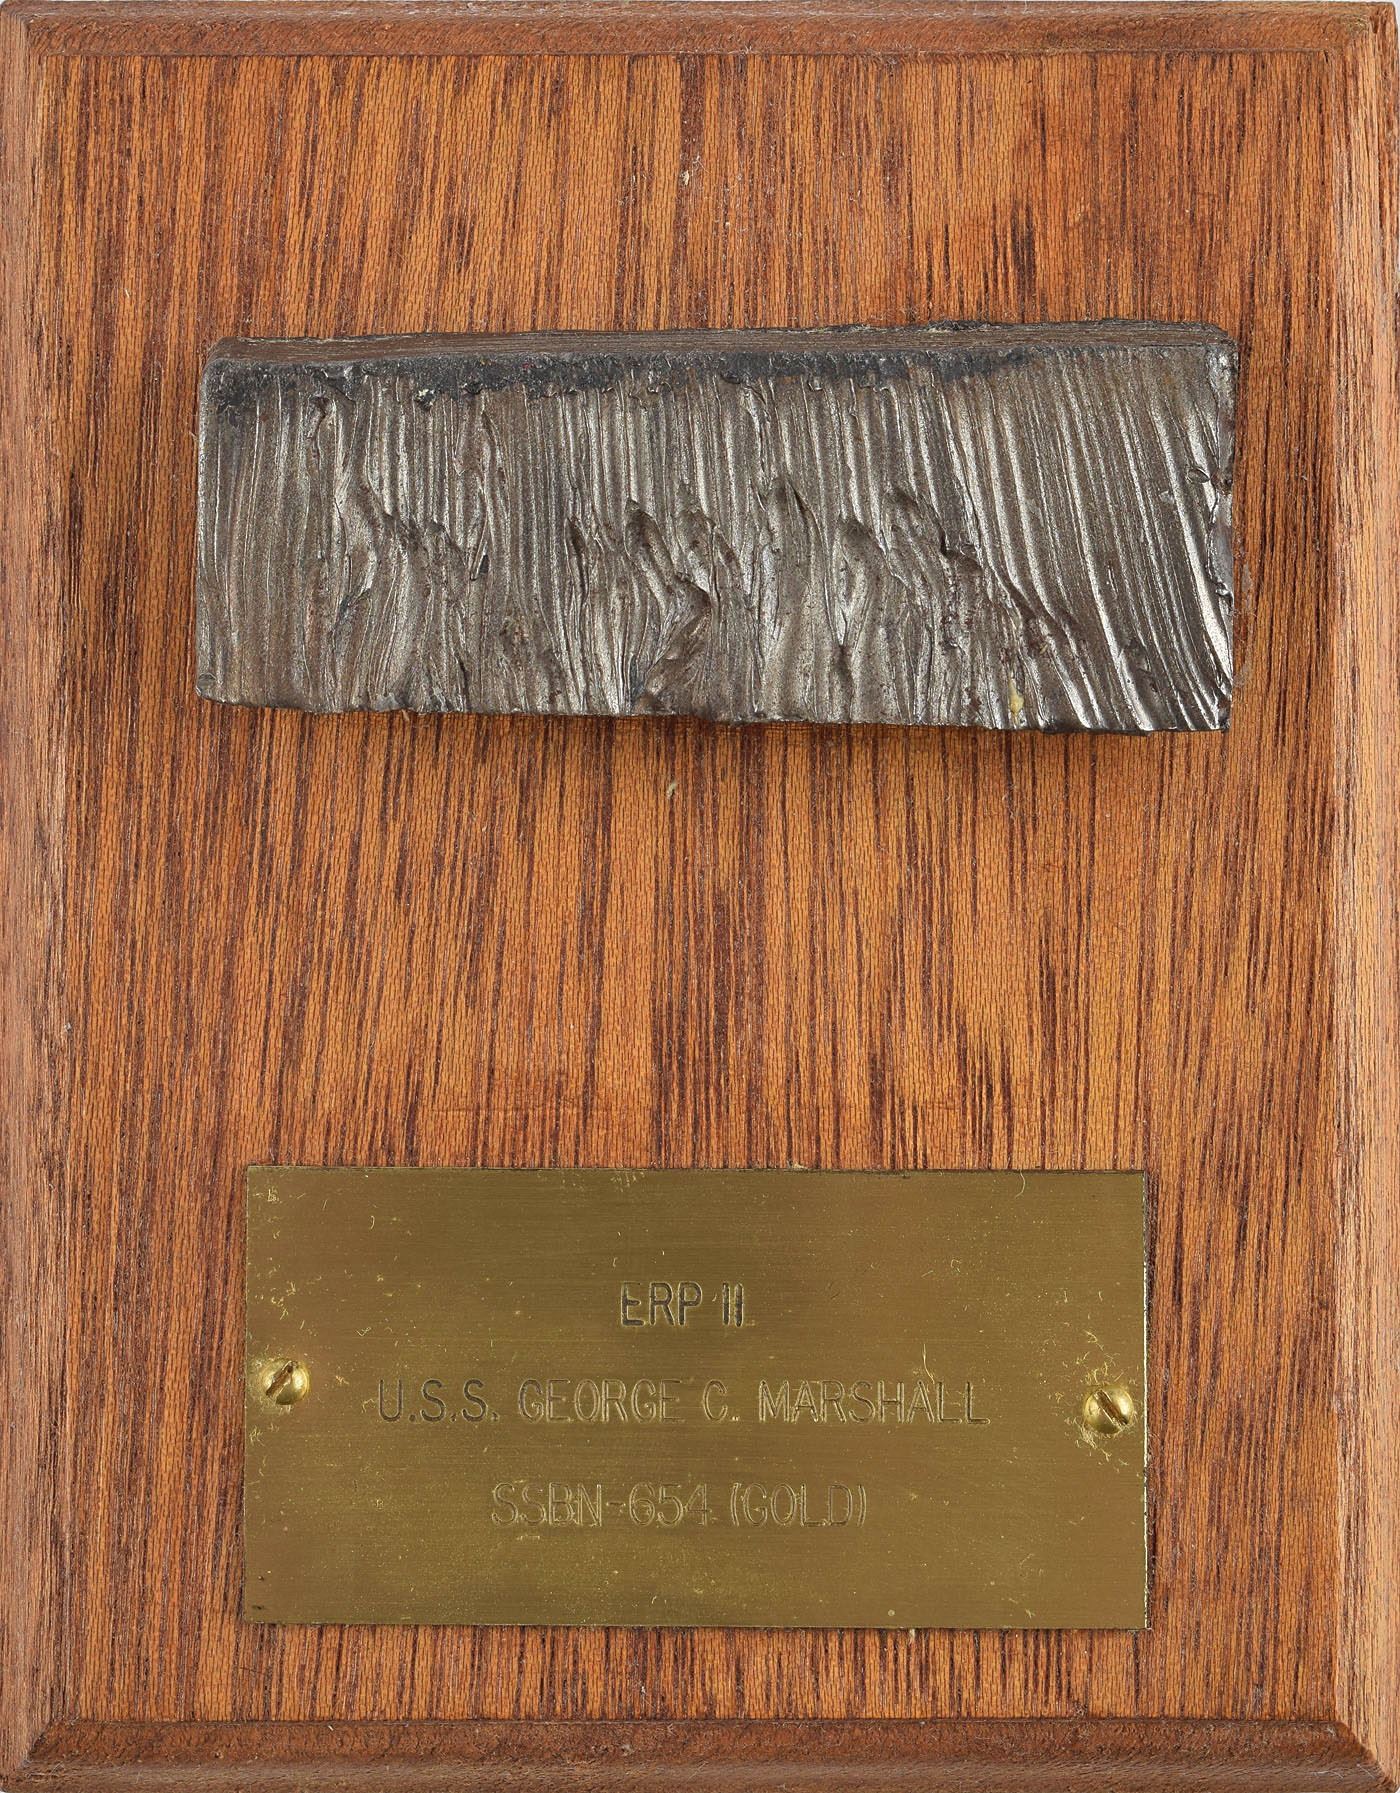 ERP II
U.S.S. GEORGE C. MARSHALL
SSBN-654 (GOLD)